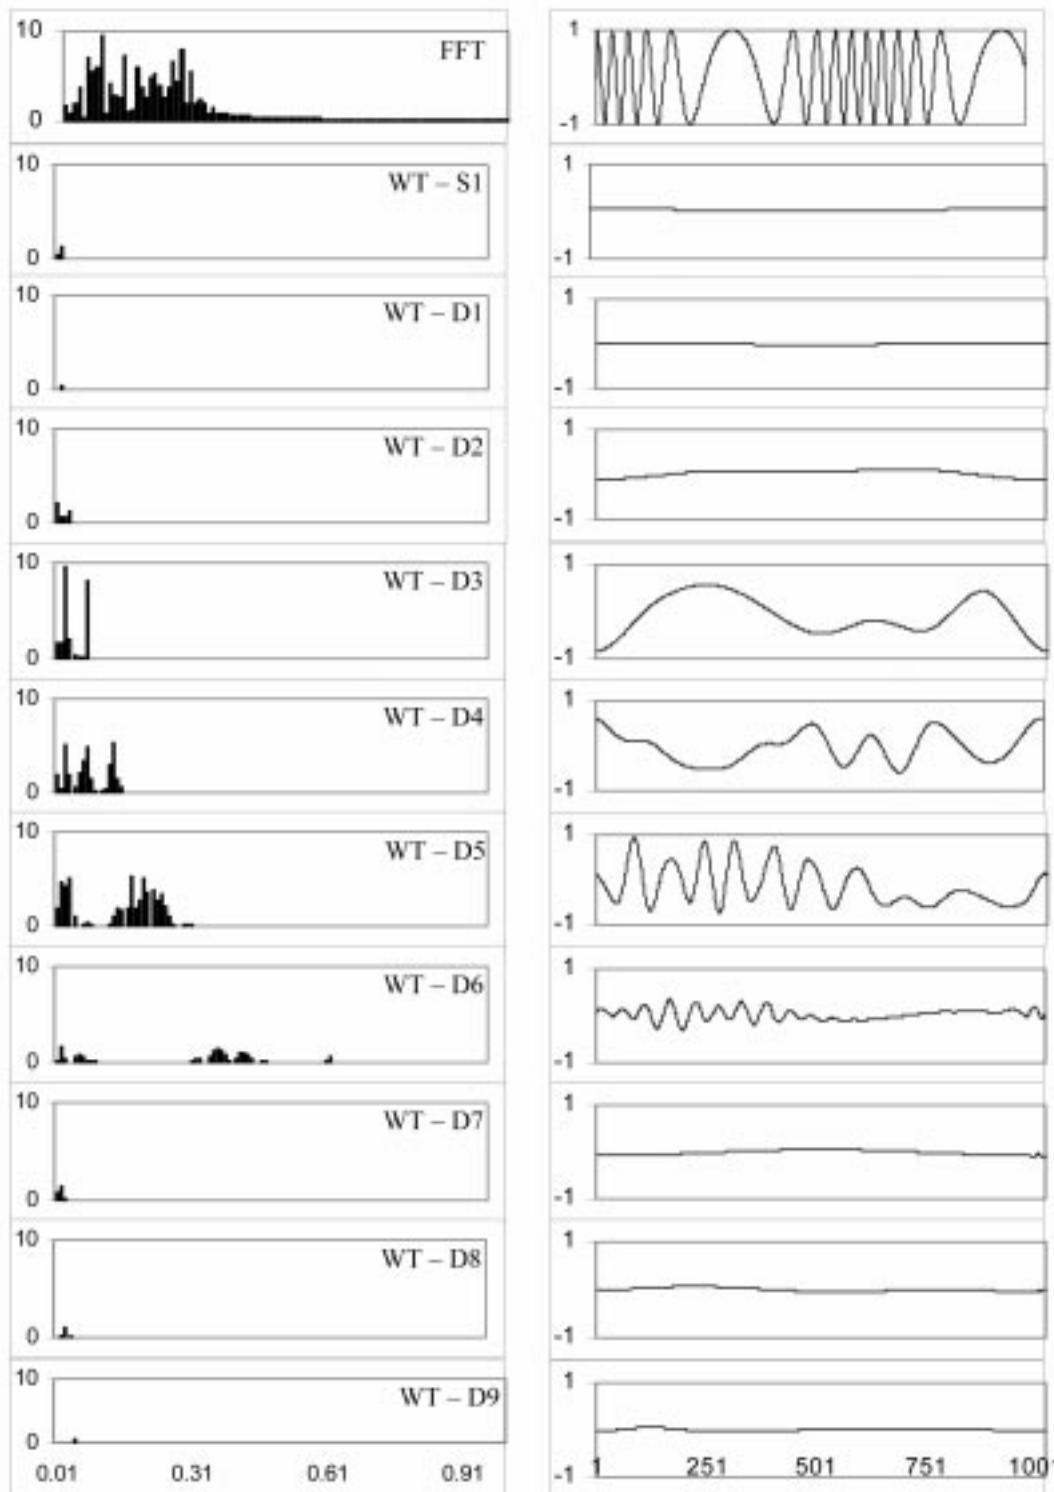 10 FFT 1
0 -1
10 WT – S1 1
0 -1
10 WT – D1 1
0 -1
10 WT – D2 1
0 -1
10 WT – D3 1
0 -1
10 WT – D4 1
0 -1
10 WT – D5 1
0 -1
10 WT – D6 1
0 -1
10 WT – D7 1
0 -1
10 WT – D8 1
0 -1
10 WT – D9 1
0
0.01 0.31 0.61 0.91 -1 1 251 501 751 100